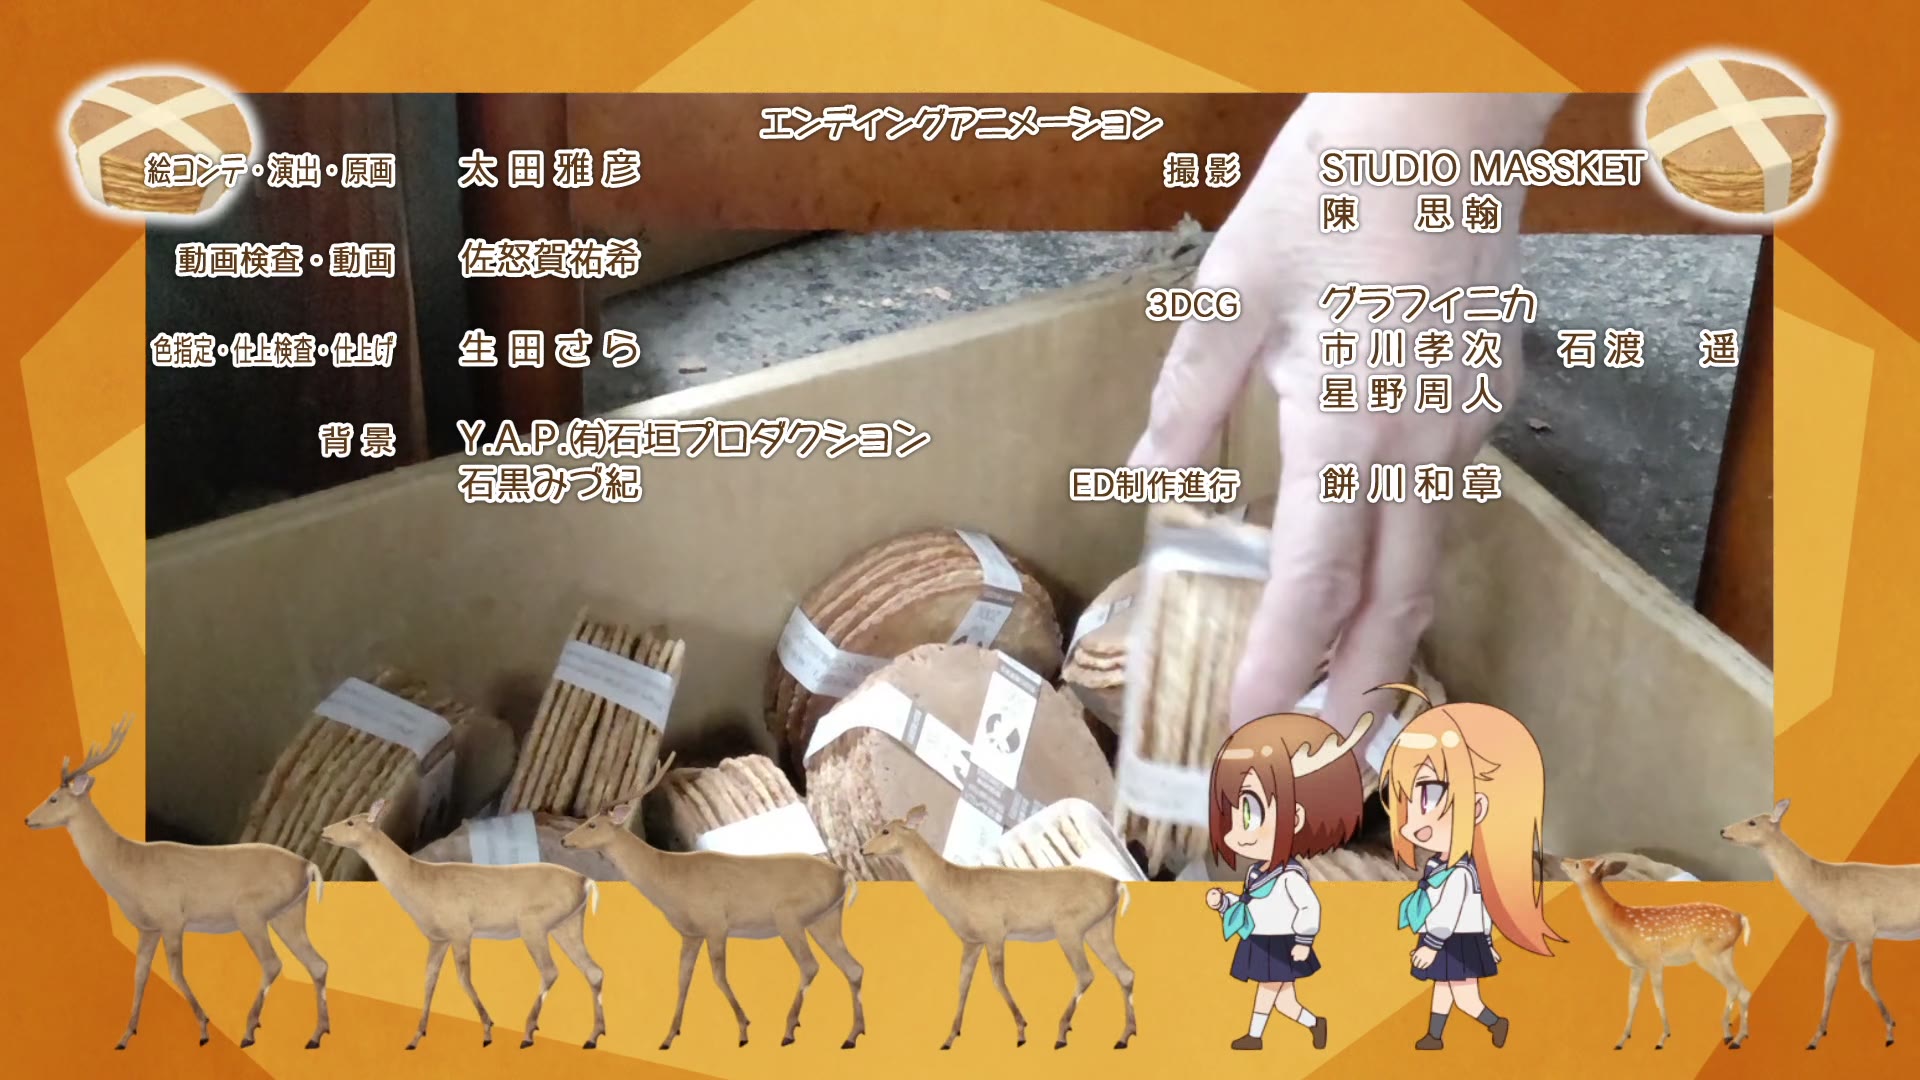 エンディングアニメーション
絵コンテ・演出・原画 太田雅彦
動画検査・動画 佐怒賀祐希
色指定・仕上検査・仕上げ 生田さら
背景 Y.A.P.㈲石垣プロダクション
石黒みづ紀
撮影 STUDIO MASSKET
陳 思翰
3DCG グラフィニカ
市川孝次 石渡 遥
星野周人
ED制作進行 餅川和章